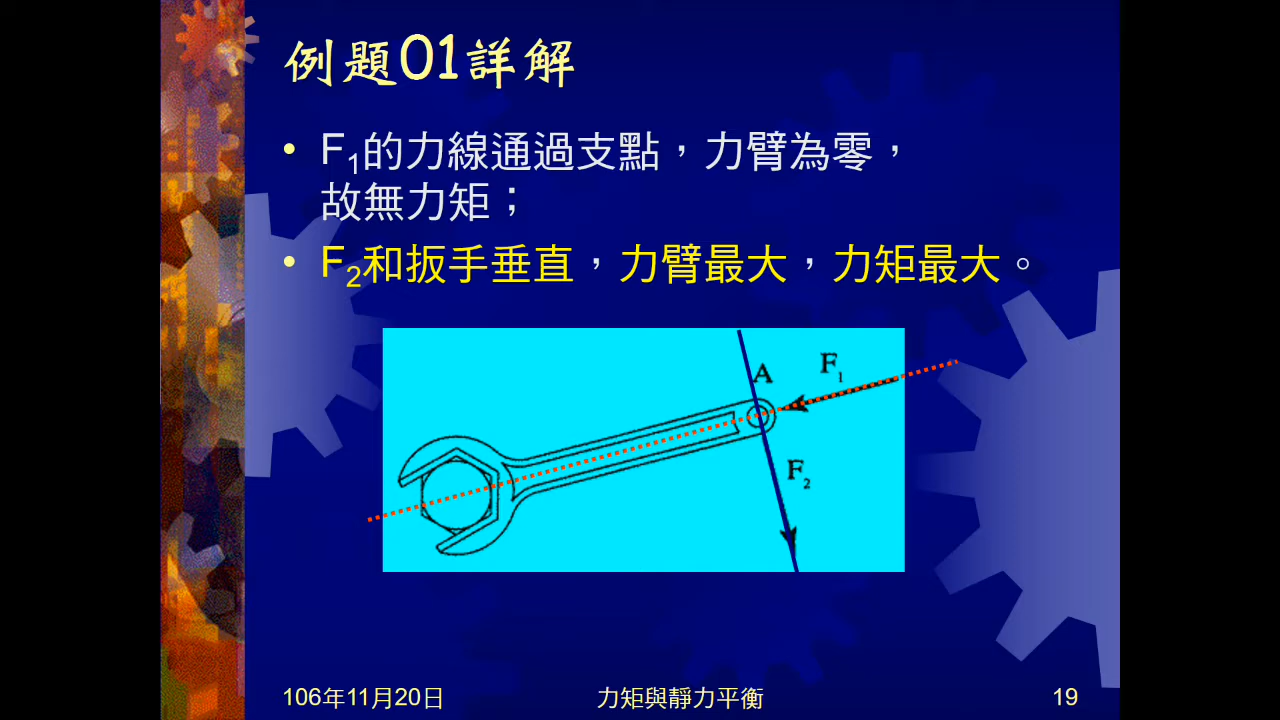 例題01詳解
• F₁的力線通過支點，力臂為零，
故無力矩；
• F₂和扳手垂直，力臂最大，力矩最大。
A
F₁
F₂
106年11月20日
力矩與靜力平衡
19